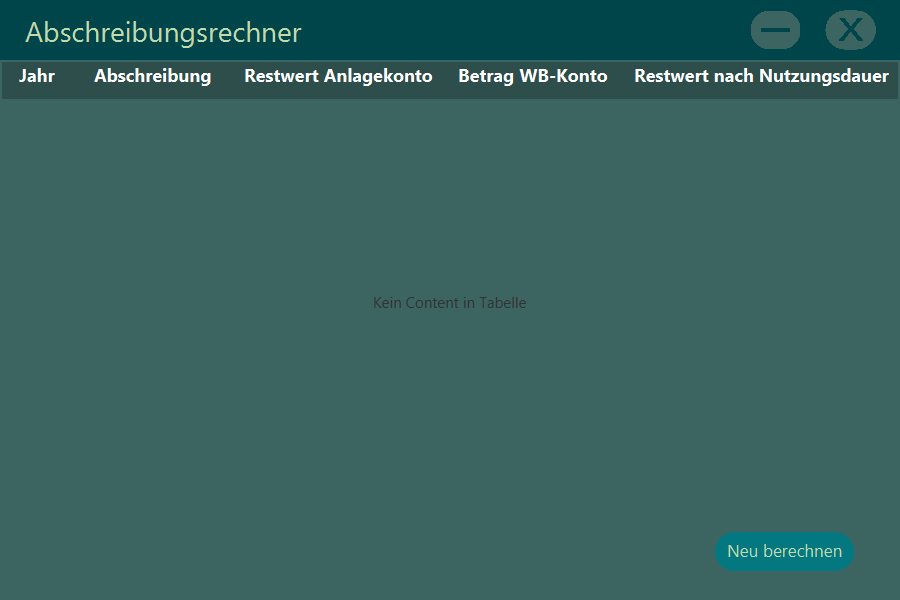 Abschreibungsrechner
Jahr Abschreibung Restwert Anlagekonto Betrag WB-Konto Restwert nach Nutzungsdauer
Kein Content in Tabelle
Neu berechnen